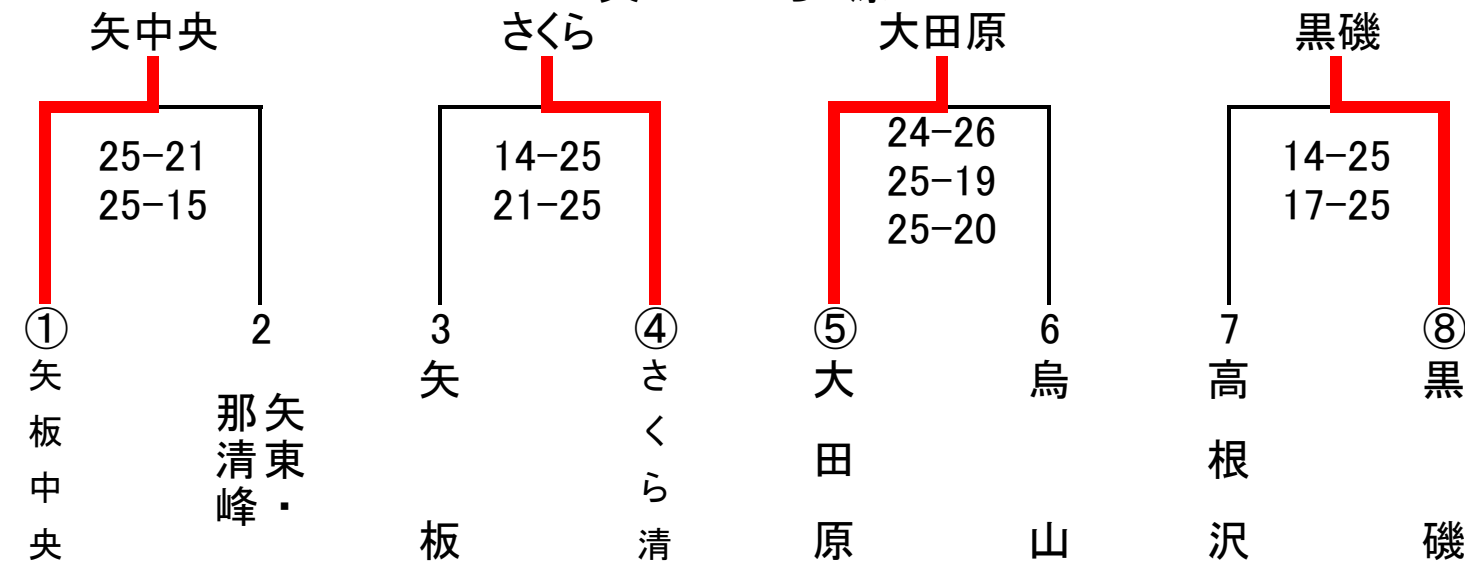 矢中央
さくら
大田原
黒磯
25-21
25-15
14-25
21-25
24-26
25-19
25-20
14-25
17-25
①
2
3
④
⑤
6
7
⑧
矢板中央
矢東・
那清峰
矢板
さくら清
大田原
烏山
高根沢
黒磯